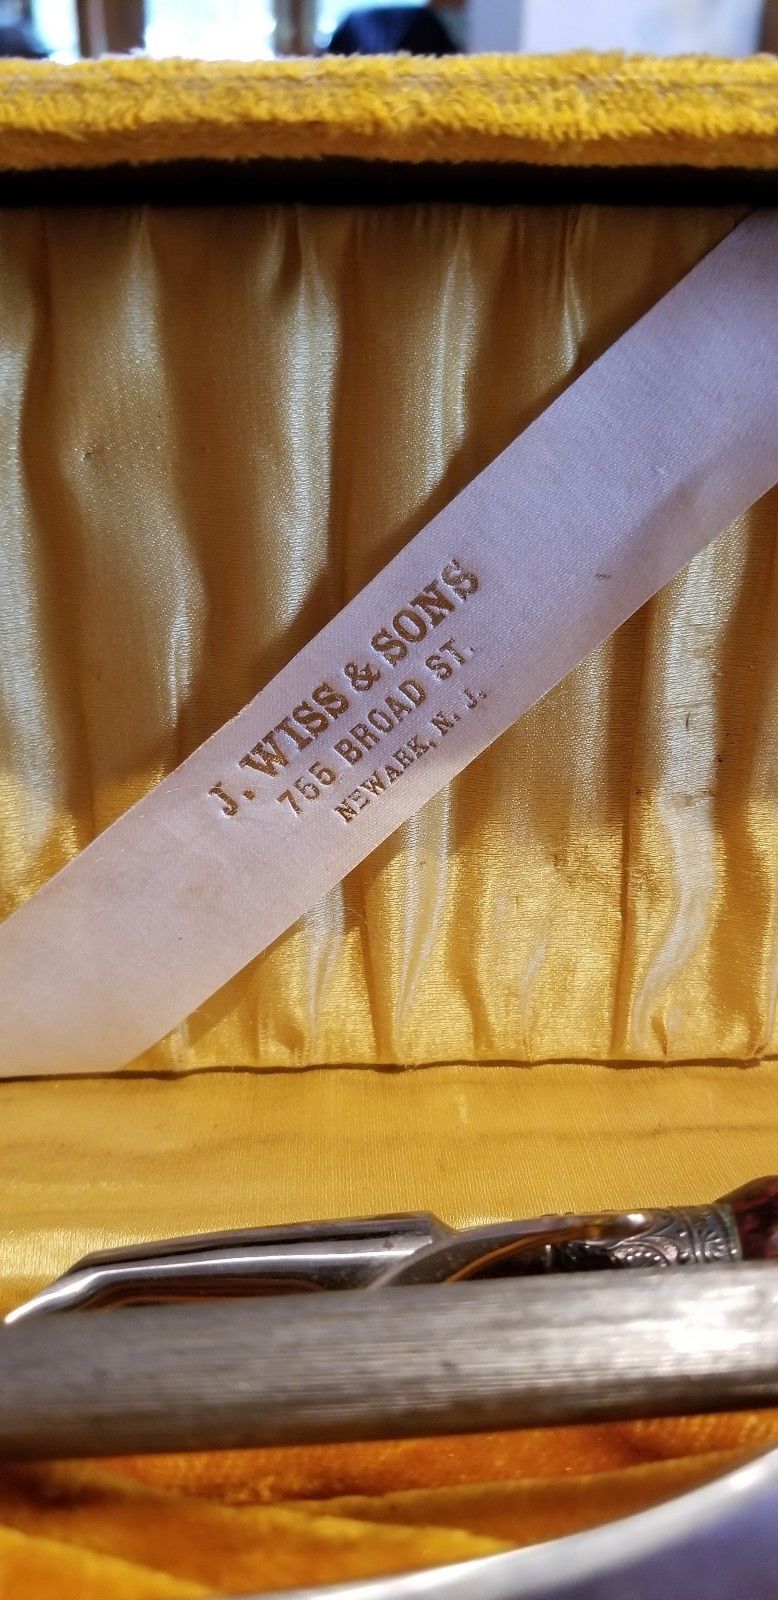 J. WISS & SONS
755 BROAD ST.
NEWARK, N. J.